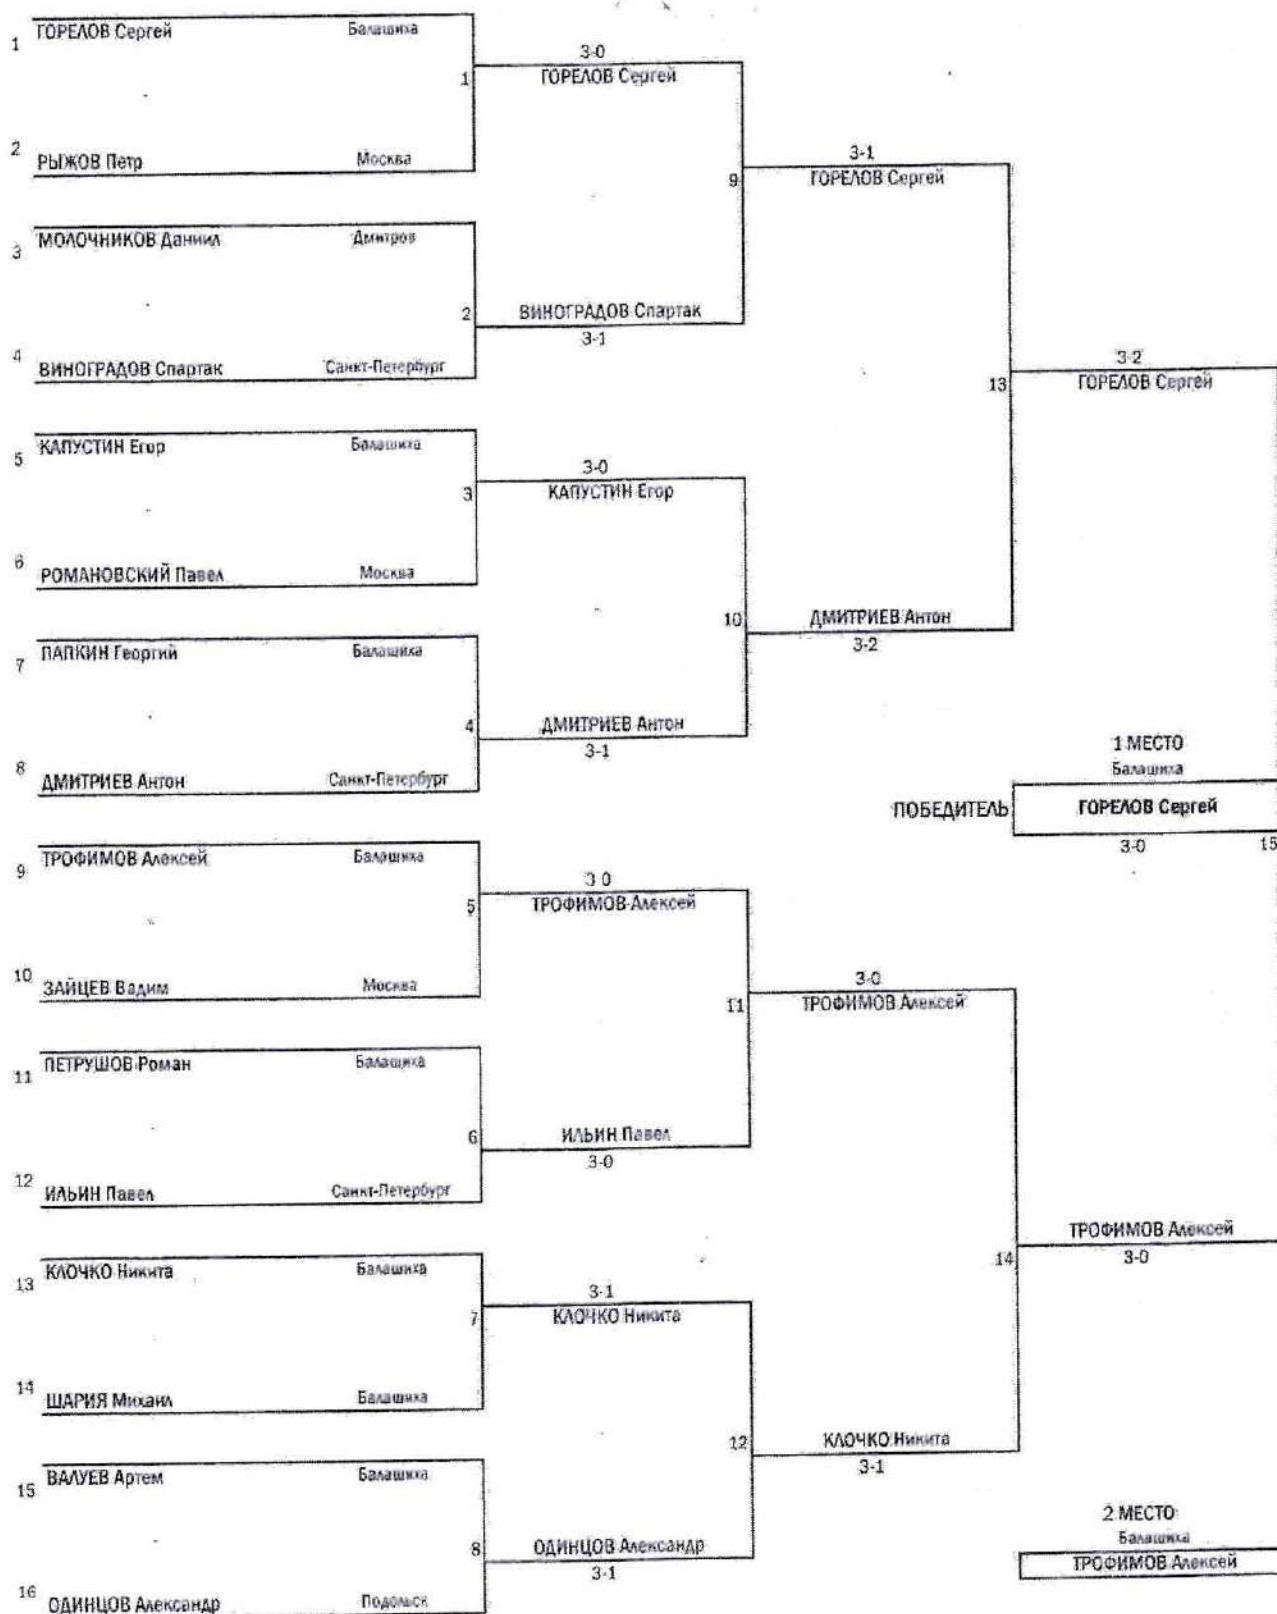 1 ГОРЕЛОВ Сергей Балашиха
3-0
1 ГОРЕЛОВ Сергей
2 РЫЖОВ Петр Москва
3-1
9 ГОРЕЛОВ Сергей
3 МОЛОЧНИКОВ Даниил Дмитров
2 ВИНОГРАДОВ Спартак
3-1
4 ВИНОГРАДОВ Спартак Санкт-Петербург
3-2
13 ГОРЕЛОВ Сергей
5 КАПУСТИН Егор Балашиха
3-0
3 КАПУСТИН Егор
6 РОМАНОВСКИЙ Павел Москва
10 ДМИТРИЕВ Антон
3-2
7 ПАПКИН Георгий Балашиха
4 ДМИТРИЕВ Антон
3-1
8 ДМИТРИЕВ Антон Санкт-Петербург
1 МЕСТО
Балашиха
ПОБЕДИТЕЛЬ ГОРЕЛОВ Сергей
3-0 15
9 ТРОФИМОВ Алексей Балашиха
3 0
5 ТРОФИМОВ Алексей
10 ЗАЙЦЕВ Вадим Москва
3-0
11 ТРОФИМОВ Алексей
11 ПЕТРУШОВ Роман Балашиха
6 ИЛЬИН Павел
3-0
12 ИЛЬИН Павел Санкт-Петербург
ТРОФИМОВ Алексей
14 3-0
13 КЛОЧКО Никита Балашиха
3-1
7 КЛОЧКО Никита
14 ШАРИЯ Михаил Балашиха
12 КЛОЧКО Никита
3-1
15 ВАЛУЕВ Артем Балашиха
8 ОДИНЦОВ Александр
3-1
2 МЕСТО
Балашиха
ТРОФИМОВ Алексей
16 ОДИНЦОВ Александр Подольск